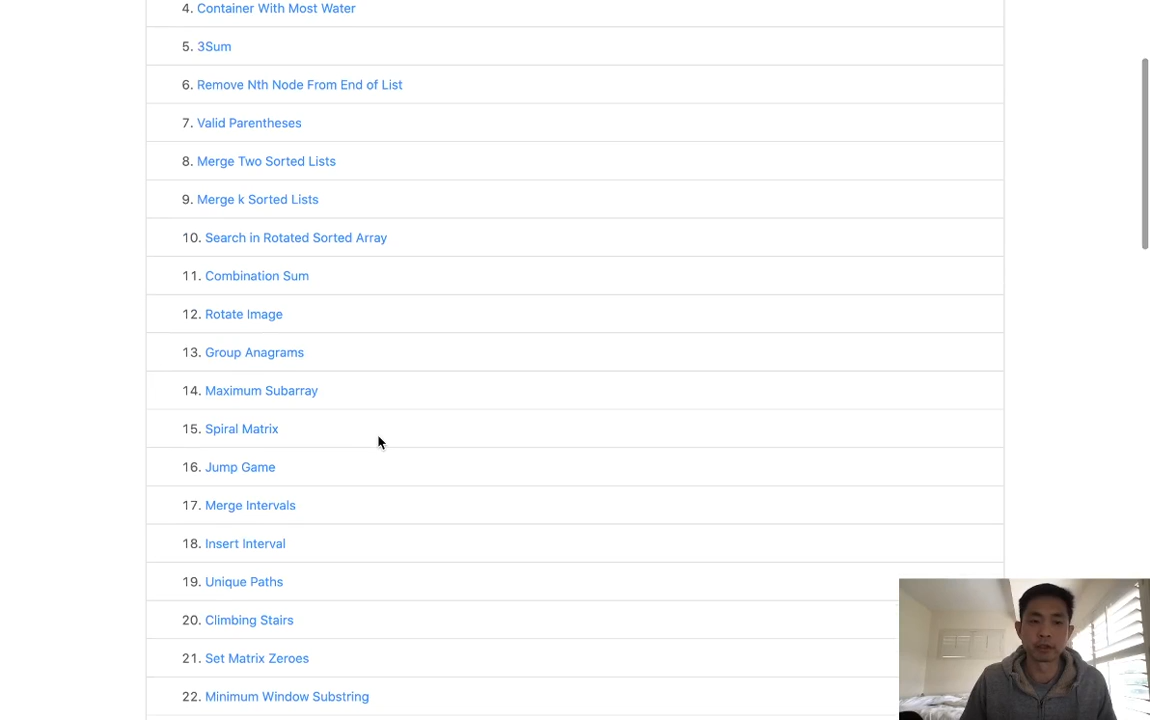 4. Container With Most Water
5. 3Sum
6. Remove Nth Node From End of List
7. Valid Parentheses
8. Merge Two Sorted Lists
9. Merge k Sorted Lists
10. Search in Rotated Sorted Array
11. Combination Sum
12. Rotate Image
13. Group Anagrams
14. Maximum Subarray
15. Spiral Matrix
16. Jump Game
17. Merge Intervals
18. Insert Interval
19. Unique Paths
20. Climbing Stairs
21. Set Matrix Zeroes
22. Minimum Window Substring